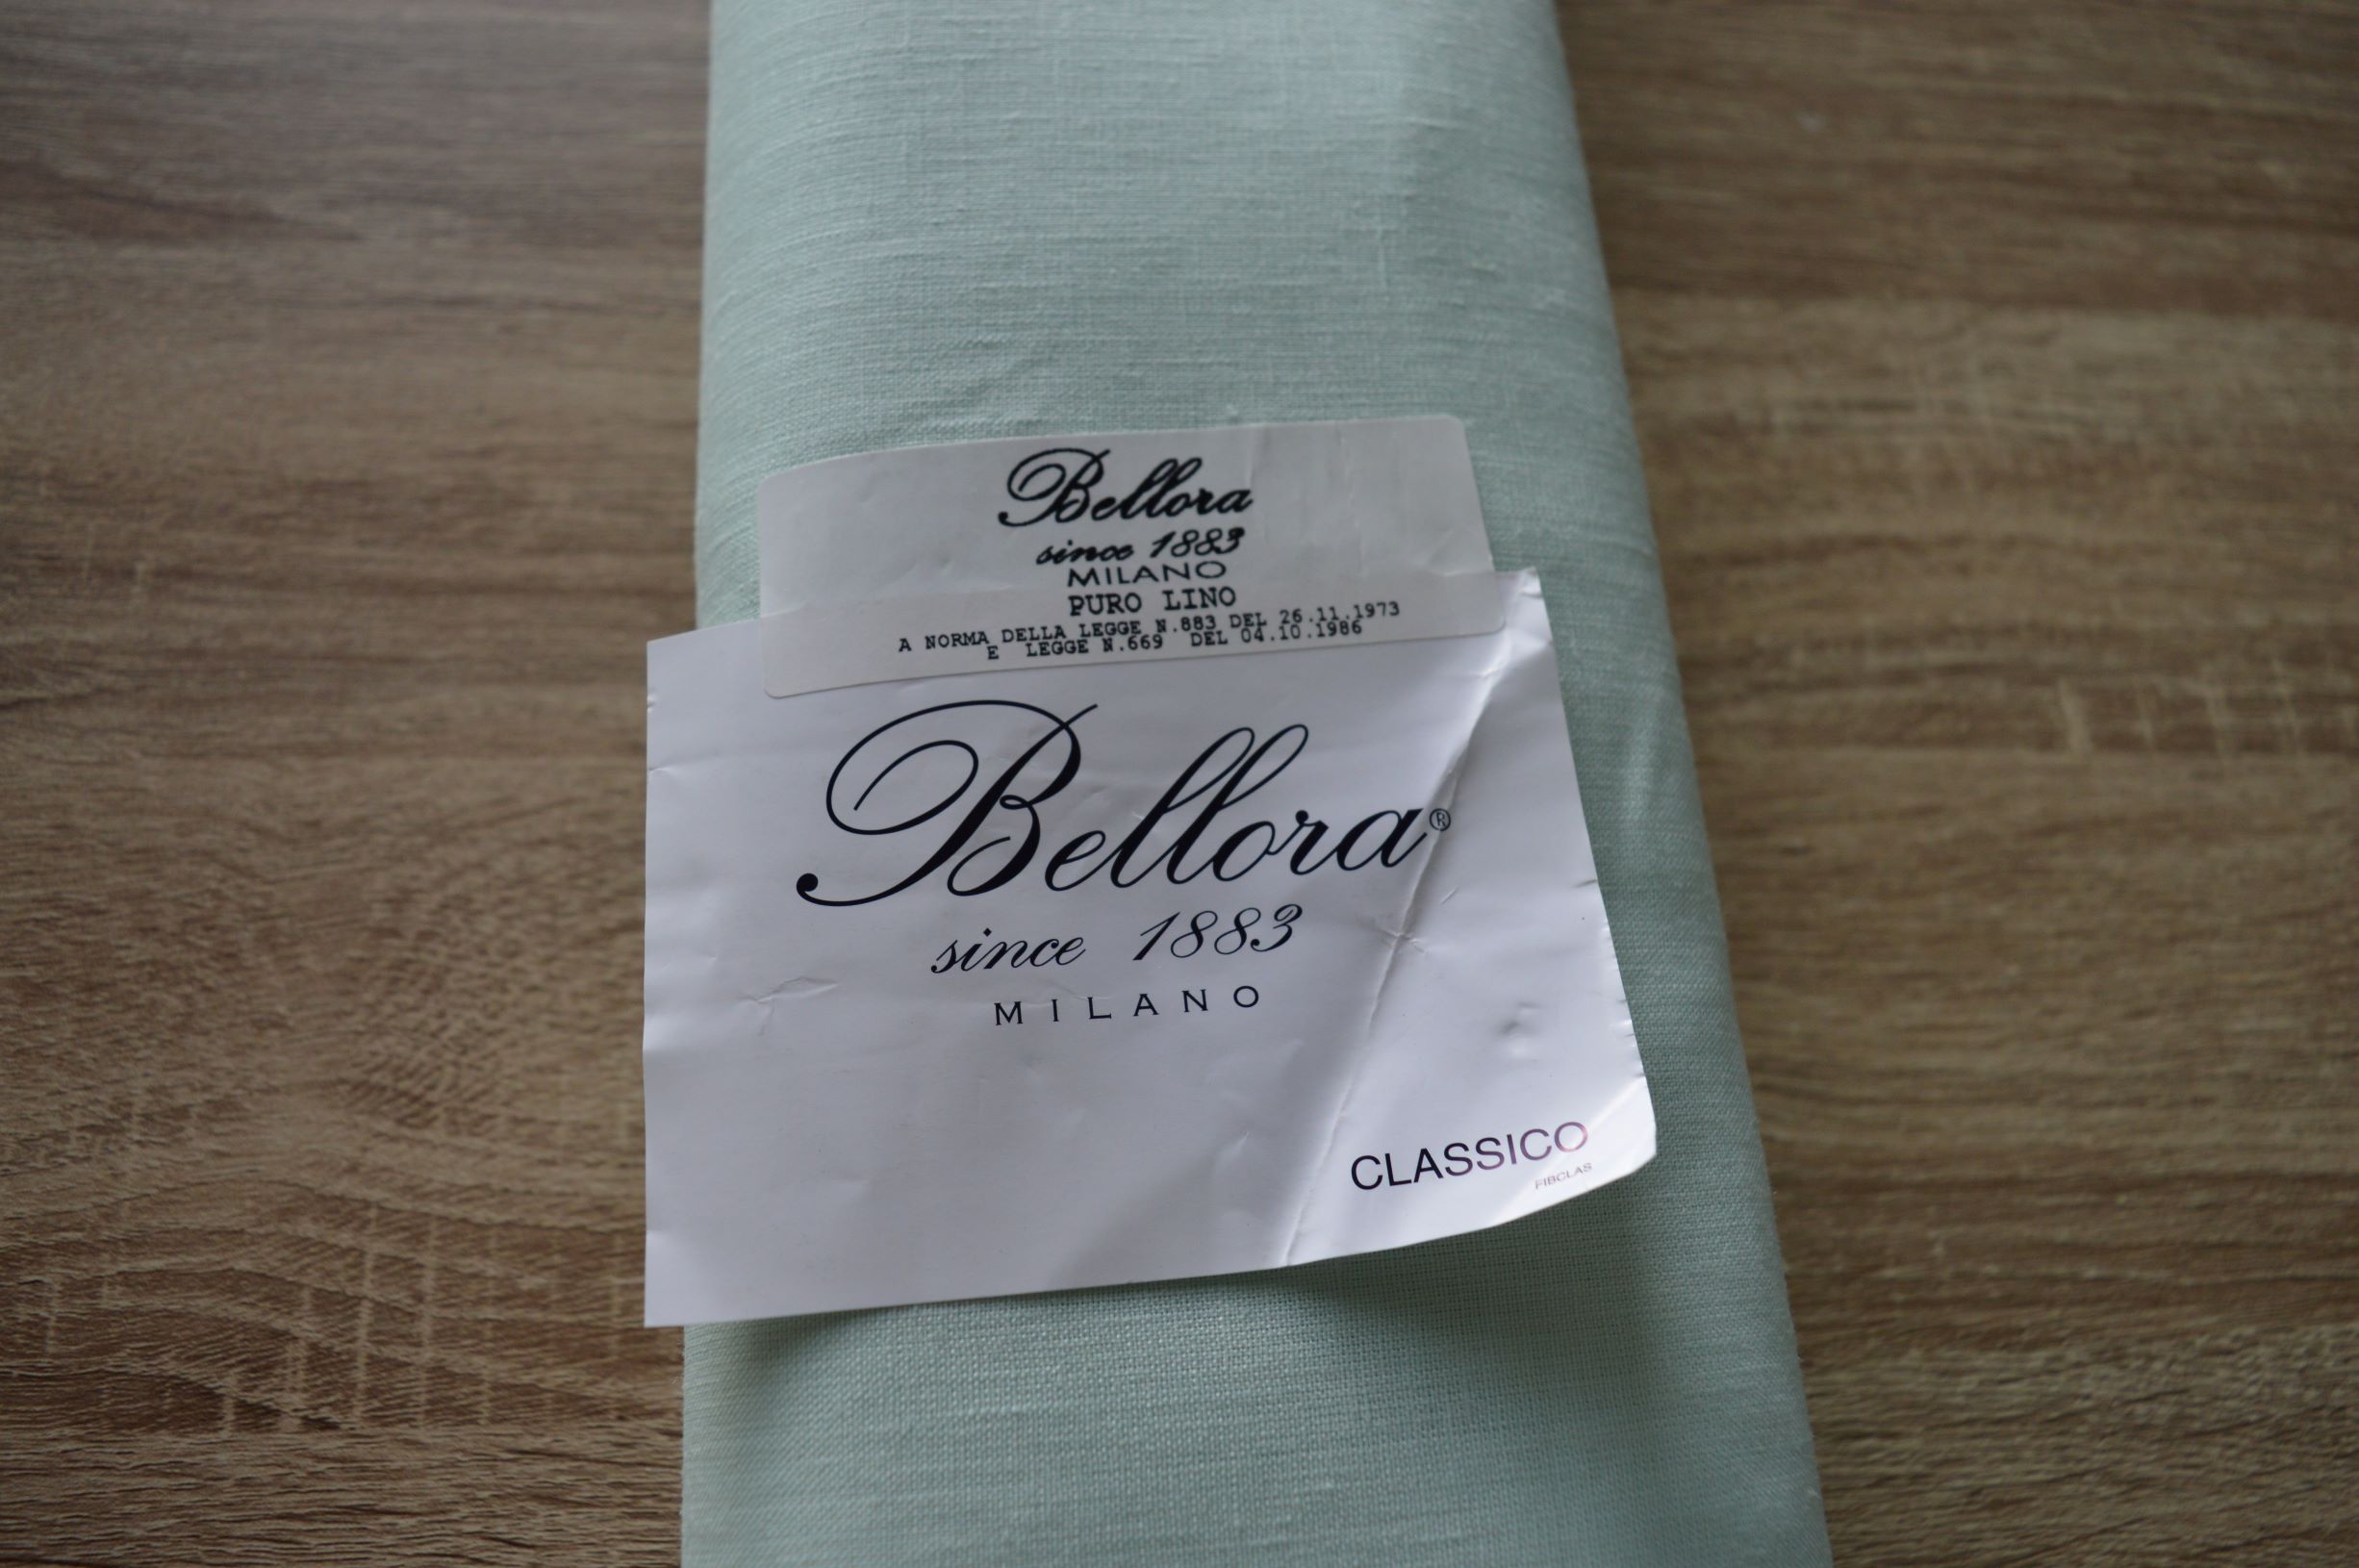 Bellora
since 1883
MILANO
PURO LINO
A NORMA DELLA LEGGE N.883 DEL 26.11.1973
E LEGGE N.669 DEL 04.10.1986
Bellora®
since 1883
MILANO
CLASSICO
FIBCLAS